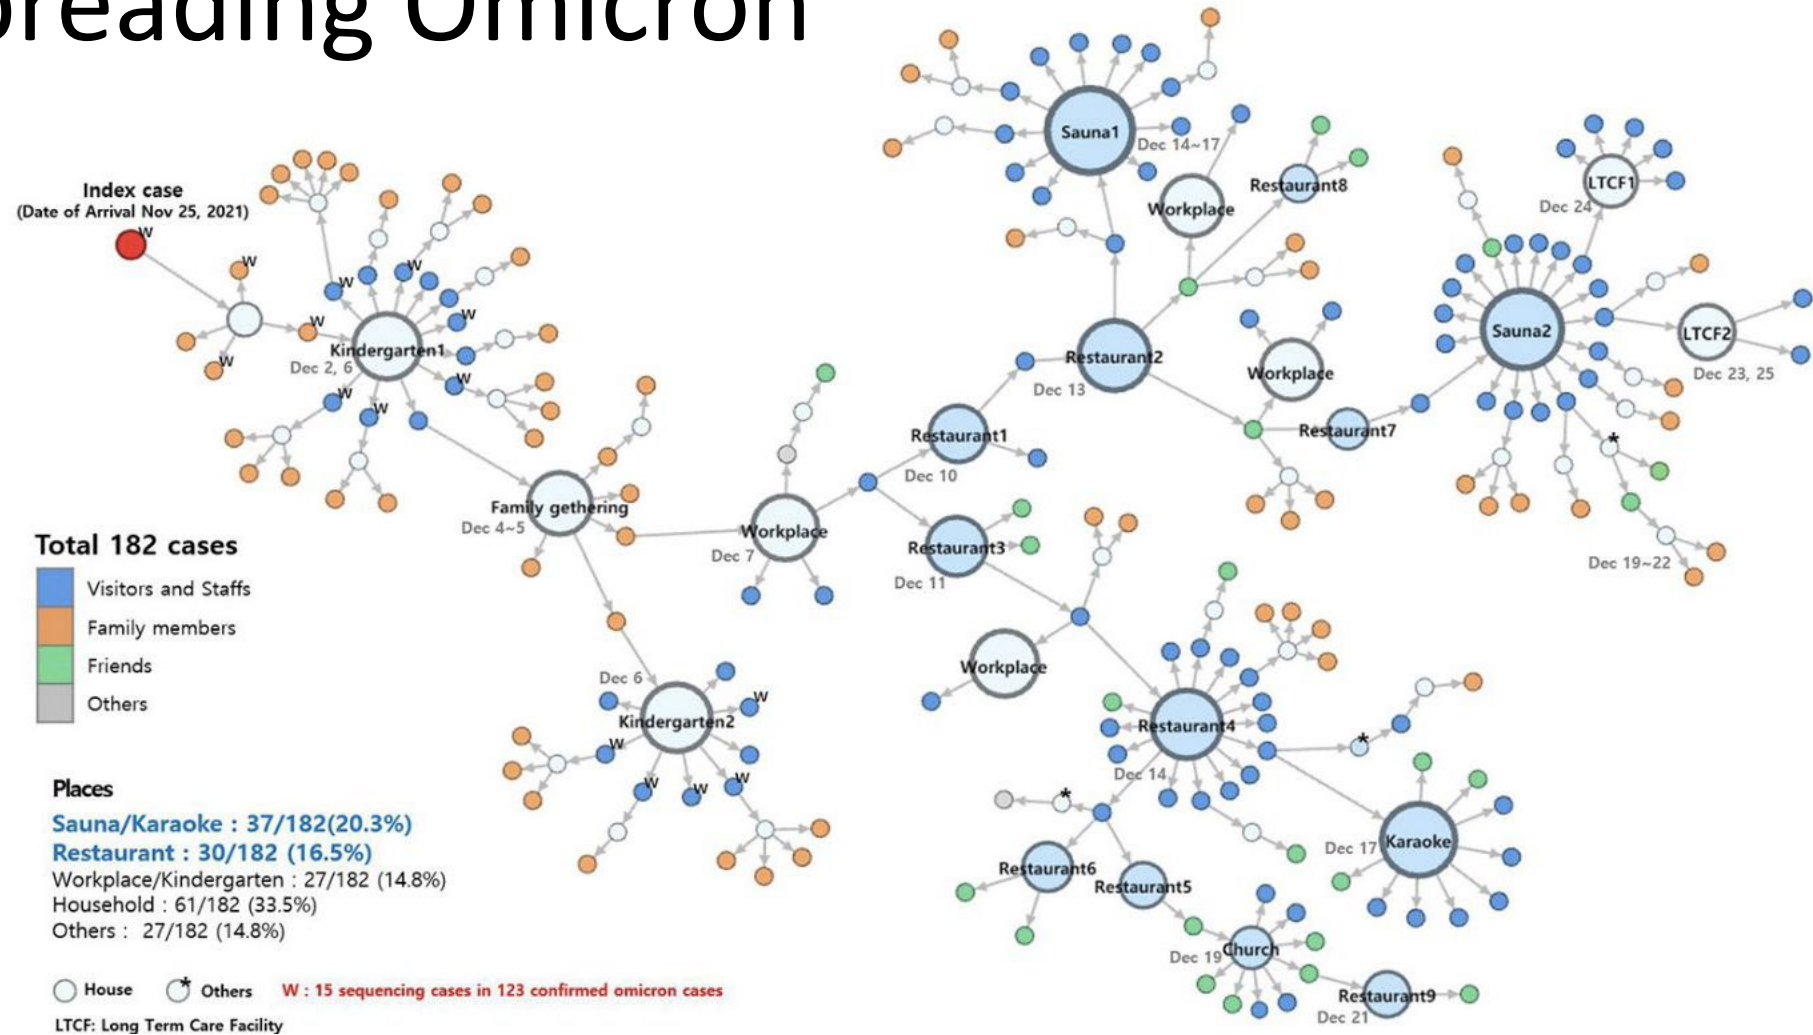 preading Omicron
Index case
(Date of Arrival Nov 25, 2021)
W
W
W
W
W
W
W
W
W
W
Kindergarten1
Dec 2, 6
Family gethering
Dec 4~5
Workplace
Dec 7
Dec 6
Kindergarten2
W
W
W
W
W
Restaurant1
Dec 10
Restaurant3
Dec 11
Workplace
Restaurant2
Dec 13
Sauna1
Dec 14~17
Workplace
Restaurant8
Workplace
Restaurant7
Sauna2
LTCF1
Dec 24
LTCF2
Dec 23, 25
*
Dec 19~22
Restaurant4
Dec 14
*
*
Karaoke
Dec 17
Restaurant6
Restaurant5
Church
Dec 19
Restaurant9
Dec 21
Total 182 cases
Visitors and Staffs
Family members
Friends
Others
Places
Sauna/Karaoke : 37/182(20.3%)
Restaurant : 30/182 (16.5%)
Workplace/Kindergarten : 27/182 (14.8%)
Household : 61/182 (33.5%)
Others : 27/182 (14.8%)
House * Others W : 15 sequencing cases in 123 confirmed omicron cases
LTCF: Long Term Care Facility